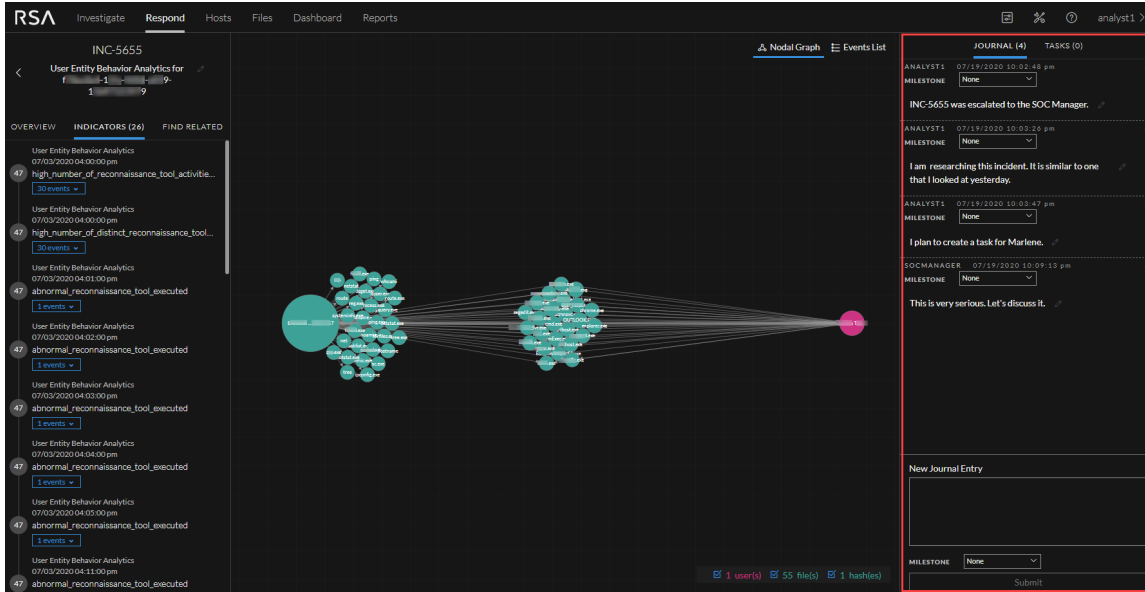 RSA Investigate Respond Hosts Files Dashboard Reports analyst1
INC-5655
User Entity Behavior Analytics for
OVERVIEW INDICATORS (26) FIND RELATED
User Entity Behavior Analytics
07/03/2020 04:00:00 pm
47 high_number_of_reconnaissance_tool_activitie...
30 events
User Entity Behavior Analytics
07/03/2020 04:00:00 pm
47 high_number_of_distinct_reconnaissance_tool...
30 events
User Entity Behavior Analytics
07/03/2020 04:01:00 pm
47 abnormal_reconnaissance_tool_executed
1 events
User Entity Behavior Analytics
07/03/2020 04:02:00 pm
47 abnormal_reconnaissance_tool_executed
1 events
User Entity Behavior Analytics
07/03/2020 04:03:00 pm
47 abnormal_reconnaissance_tool_executed
1 events
User Entity Behavior Analytics
07/03/2020 04:04:00 pm
47 abnormal_reconnaissance_tool_executed
1 events
User Entity Behavior Analytics
07/03/2020 04:05:00 pm
47 abnormal_reconnaissance_tool_executed
1 events
User Entity Behavior Analytics
07/03/2020 04:11:00 pm
47 abnormal_reconnaissance_tool_executed
Nodal Graph Events List
OUTLOOK.E
route.exe
tree
1 user(s) 55 file(s) 1 hash(es)
JOURNAL (4) TASKS (0)
ANALYST1 07/19/2020 10:02:48 pm
MILESTONE None
INC-5655 was escalated to the SOC Manager.
ANALYST1 07/19/2020 10:03:26 pm
MILESTONE None
I am researching this incident. It is similar to one
that I looked at yesterday.
ANALYST1 07/19/2020 10:03:47 pm
MILESTONE None
I plan to create a task for Marlene.
SOCMANAGER 07/19/2020 10:09:13 pm
MILESTONE None
This is very serious. Let's discuss it.
New Journal Entry
MILESTONE None
Submit